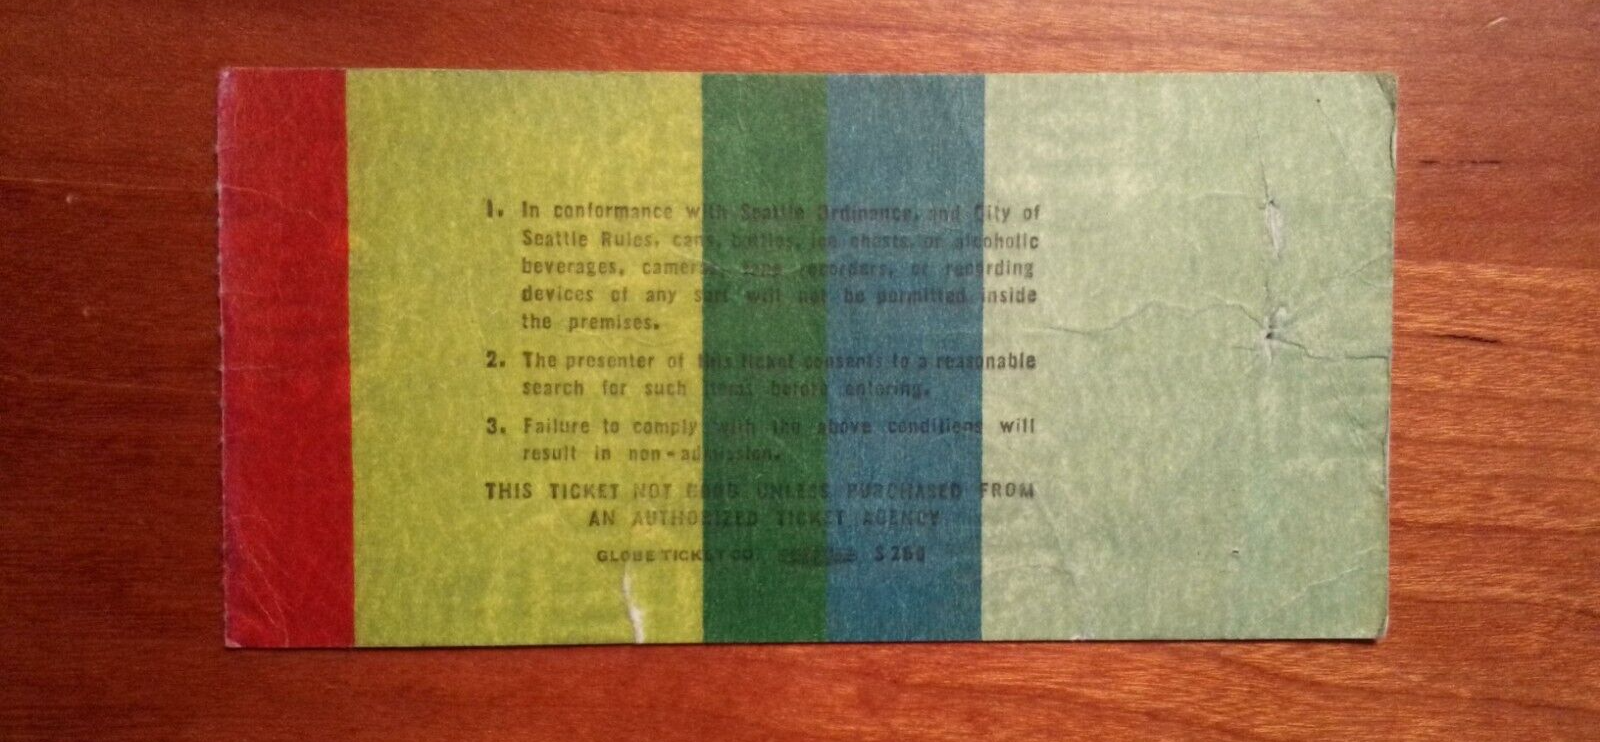 1. In conformance with Seattle Ordinance, and City of
Seattle Rules, cans, bottles, ice chests, or alcoholic
beverages, cameras, tape recorders, or recording
devices of any sort will not be permitted inside
the premises.
2. The presenter of this ticket consents to a reasonable
search for such items before entering.
3. Failure to comply with the above conditions will
result in non-admission.
THIS TICKET NOT GOOD UNLESS PURCHASED FROM
AN AUTHORIZED TICKET AGENCY
GLOBE TICKET CO. S 260